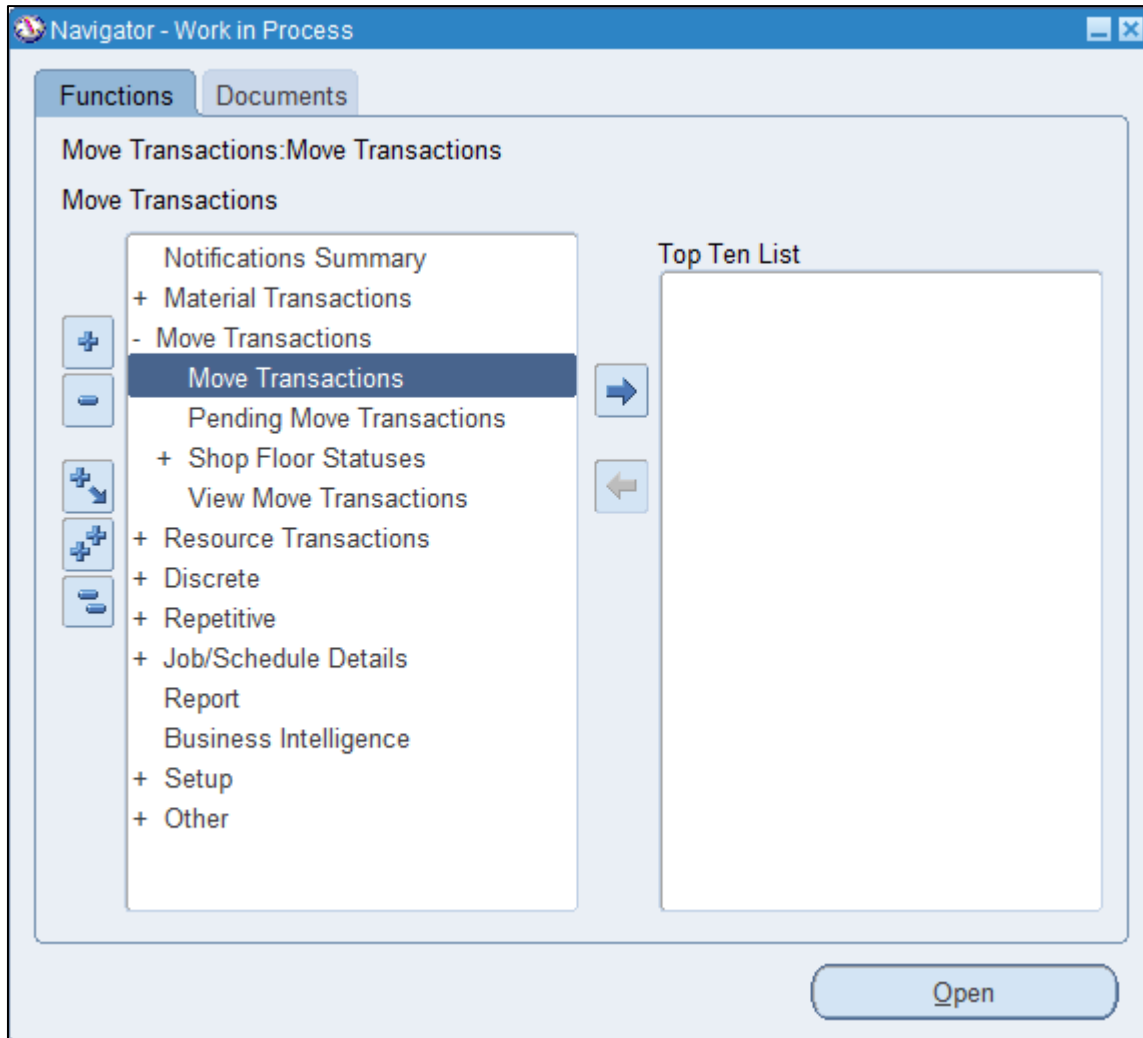 Navigator - Work in Process
Functions
Documents
Move Transactions:Move Transactions
Move Transactions
Top Ten List
Notifications Summary
+ Material Transactions
- Move Transactions
Move Transactions
Pending Move Transactions
+ Shop Floor Statuses
View Move Transactions
+ Resource Transactions
+ Discrete
+ Repetitive
+ Job/Schedule Details
Report
Business Intelligence
+ Setup
+ Other
Open